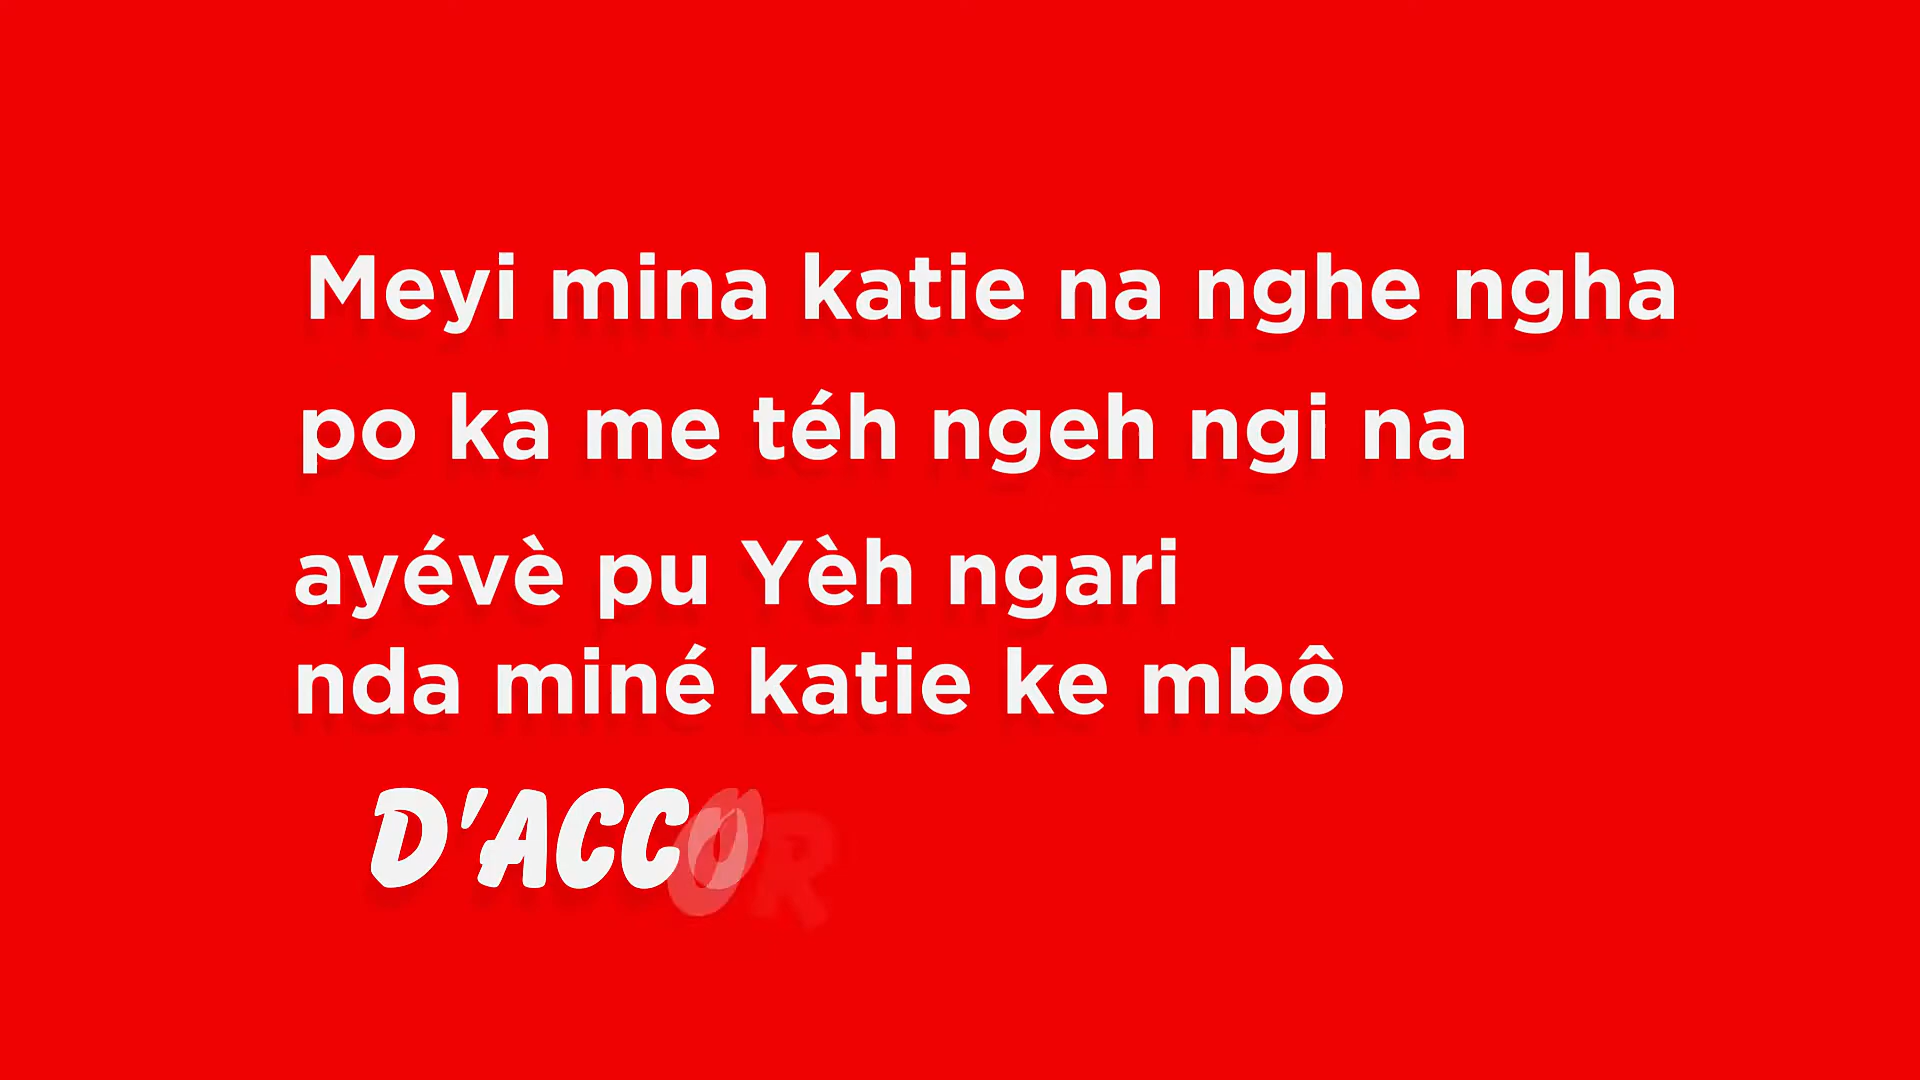 Meyi mina katie na nghe ngha
po ka me téh ngeh ngi na
ayévè pu Yèh ngari
nda miné katie ke mbô
D'ACCOR